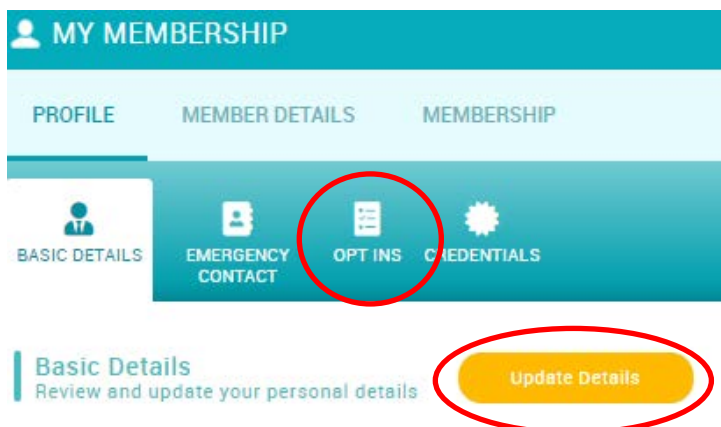 MY MEMBERSHIP
PROFILE MEMBER DETAILS MEMBERSHIP
BASIC DETAILS
EMERGENCY
CONTACT
OPT INS
CREDENTIALS
Basic Details
Review and update your personal details
Update Details